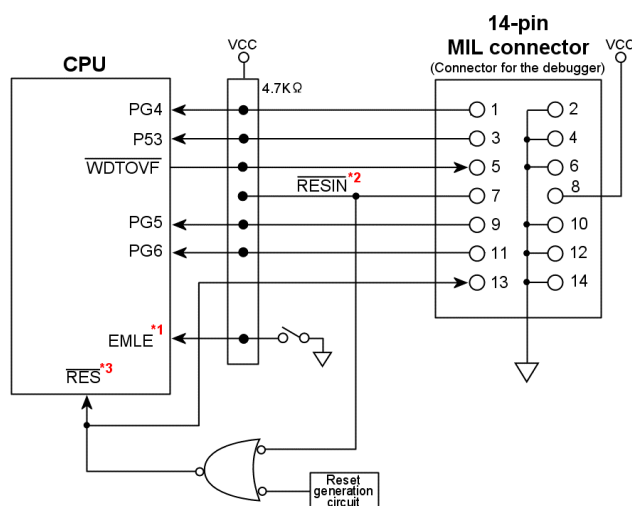 14-pin
MIL connector
(Connector for the debugger)
VCC
VCC
CPU
4.7KΩ
PG4
1
2
P53
3
4
WDTOVF
5
6
RESIN*2
7
8
PG5
9
10
PG6
11
12
13
14
EMLE*1
RES*3
Reset
generation
circuit